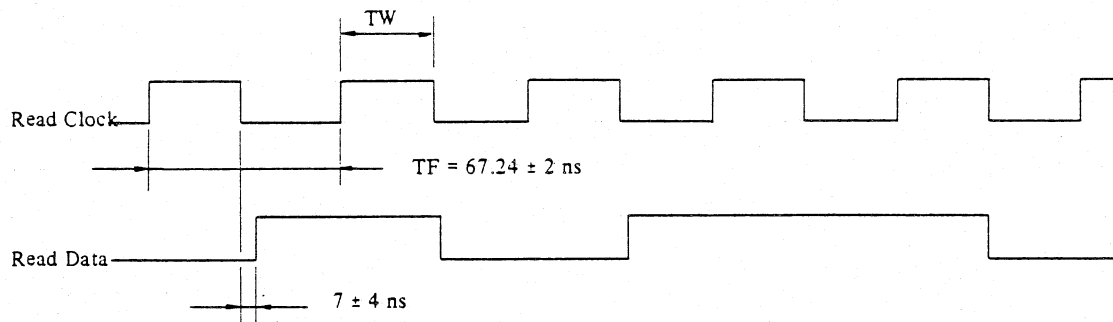 TW
Read Clock
TF = 67.24 ± 2 ns
Read Data
7 ± 4 ns